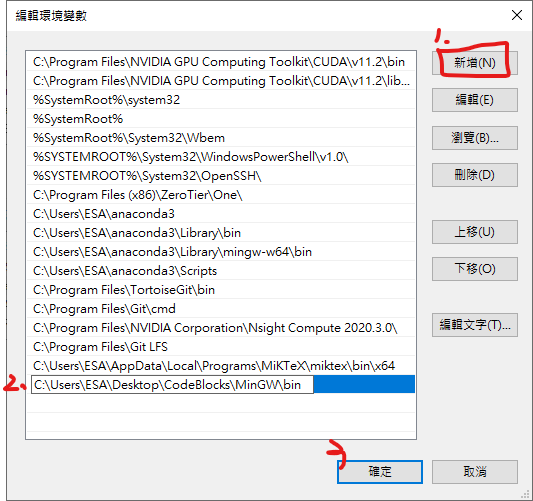 編輯環境變數
1.
C:\Program Files\NVIDIA GPU Computing Toolkit\CUDA\v11.2\bin
新增(N)
C:\Program Files\NVIDIA GPU Computing Toolkit\CUDA\v11.2\lib...
%SystemRoot%\system32
編輯(E)
%SystemRoot%
%SystemRoot%\System32\Wbem
瀏覽(B)...
%SYSTEMROOT%\System32\WindowsPowerShell\v1.0\
%SYSTEMROOT%\System32\OpenSSH\
刪除(D)
C:\Program Files (x86)\ZeroTier\One\
C:\Users\ESA\anaconda3
C:\Users\ESA\anaconda3\Library\bin
上移(U)
C:\Users\ESA\anaconda3\Library\mingw-w64\bin
C:\Users\ESA\anaconda3\Scripts
下移(O)
C:\Program Files\TortoiseGit\bin
C:\Program Files\Git\cmd
C:\Program Files\NVIDIA Corporation\Nsight Compute 2020.3.0\
編輯文字(T)...
C:\Program Files\Git LFS
C:\Users\ESA\AppData\Local\Programs\MiKTeX\miktex\bin\x64
2.
C:\Users\ESA\Desktop\CodeBlocks\MinGW\bin
3
確定
取消